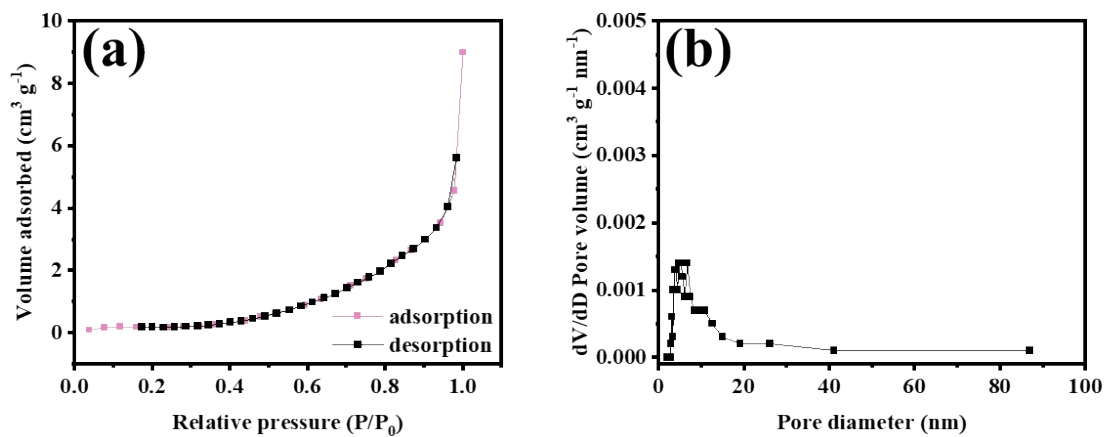 (a)
Volume adsorbed (cm³ g⁻¹)
10
8
6
4
2
0
adsorption
desorption
0.0 0.2 0.4 0.6 0.8 1.0
Relative pressure (P/P₀)
(b)
dV/dD Pore volume (cm³ g⁻¹ nm⁻¹)
0.005
0.004
0.003
0.002
0.001
0.000
0 20 40 60 80 100
Pore diameter (nm)